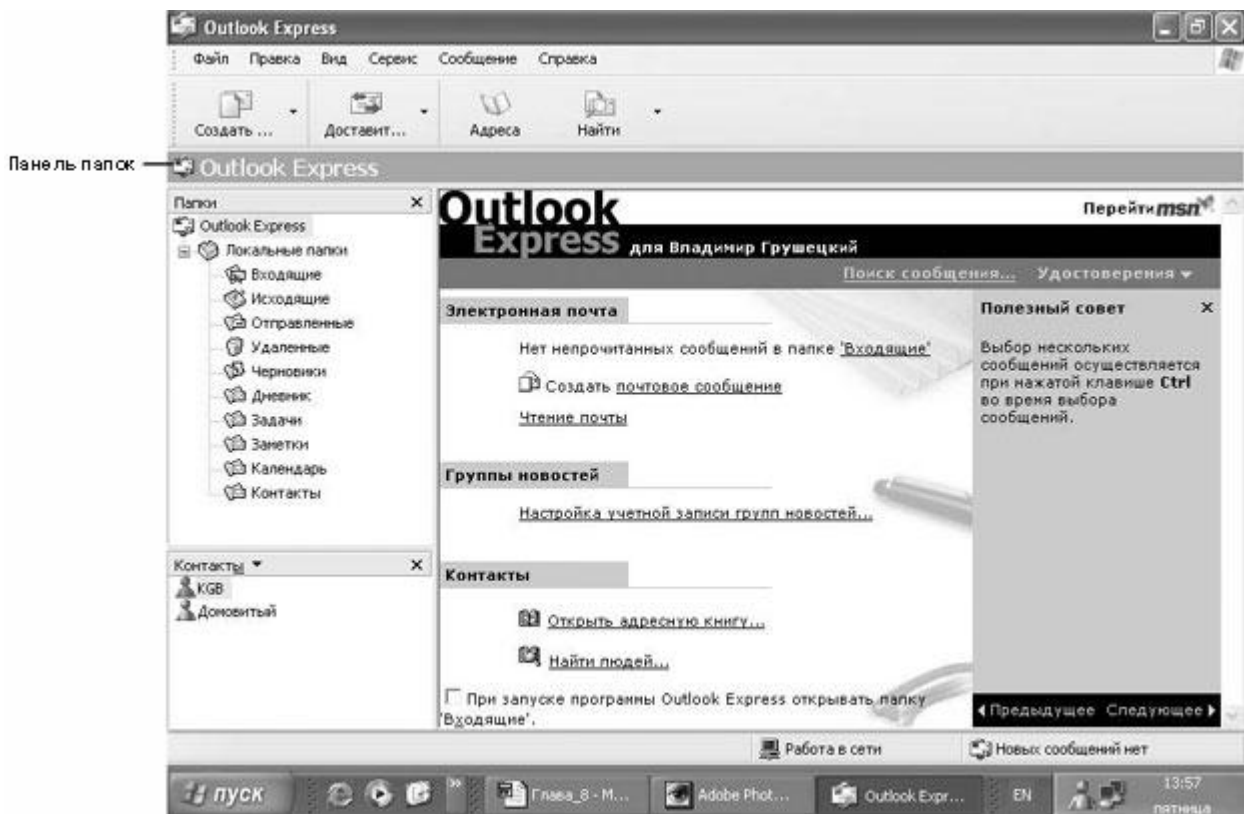 Outlook Express
Файл Правка Вид Сервис Сообщение Справка
Создать ... Доставит... Адреса Найти
Панель папок
Outlook Express
Папки
Outlook Express
Локальные папки
Входящие
Исходящие
Отправленные
Удаленные
Черновики
Дневник
Задачи
Заметки
Календарь
Контакты
Контакты
KGB
Домовитый
Outlook
Express для Владимир Грушецкий
Перейти msn
Поиск сообщения... Удостоверения
Электронная почта
Нет непрочитанных сообщений в папке 'Входящие'
Создать почтовое сообщение
Чтение почты
Группы новостей
Настройка учетной записи групп новостей...
Контакты
Открыть адресную книгу...
Найти людей...
При запуске программы Outlook Express открывать папку
'Входящие'.
Полезный совет
Выбор нескольких
сообщений осуществляется
при нажатой клавише Ctrl
во время выбора
сообщений.
Предыдущее Следующее
Работа в сети Новых сообщений нет
пуск » Глава_8 - М... Adobe Phot... Outlook Expr... EN 13:57
пятница